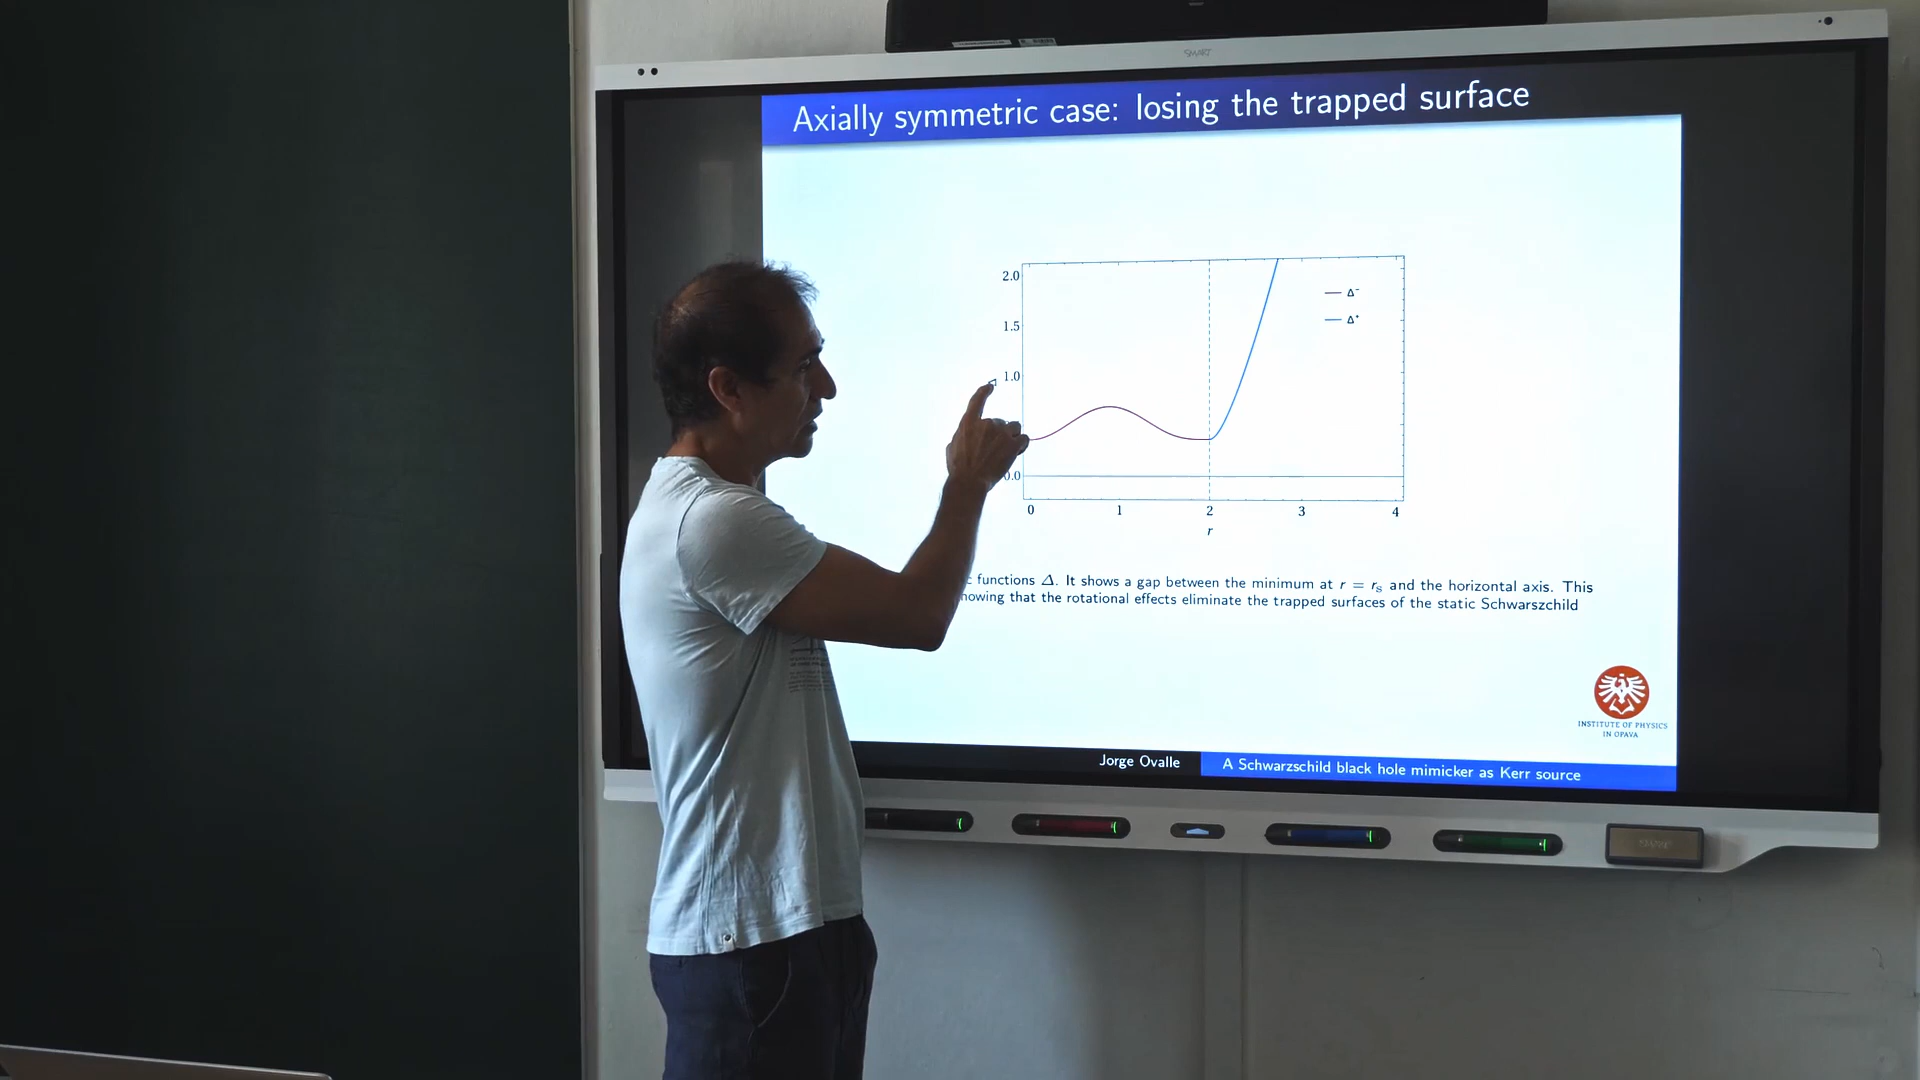 SMART
Axially symmetric case: losing the trapped surface
2.0
1.5
1.0
0.0
Δ⁻
Δ⁺
0 1 2 3 4
r
functions Δ. It shows a gap between the minimum at r = rₛ and the horizontal axis. This
that the rotational effects eliminate the trapped surfaces of the static Schwarszchild
INSTITUTE OF PHYSICS
IN OPAVA
Jorge Ovalle
A Schwarzschild black hole mimicker as Kerr source